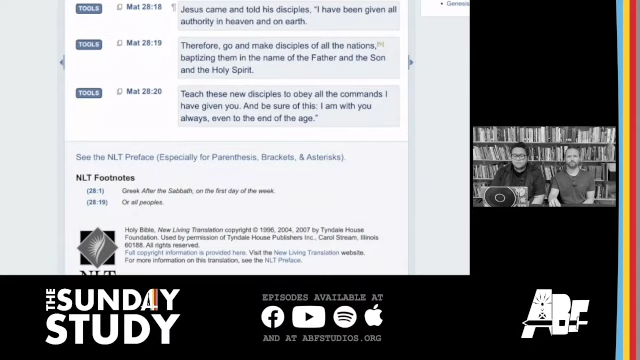 Genesis
TOOLS Mat 28:18 ¶ Jesus came and told his disciples, “I have been given all
authority in heaven and on earth.
TOOLS Mat 28:19 Therefore, go and make disciples of all the nations,
baptizing them in the name of the Father and the Son
and the Holy Spirit.
TOOLS Mat 28:20 Teach these new disciples to obey all the commands I
have given you. And be sure of this: I am with you
always, even to the end of the age.”
See the NLT Preface (Especially for Parenthesis, Brackets, & Asterisks).
NLT Footnotes
(28:1) Greek After the Sabbath, on the first day of the week.
(28:19) Or all peoples.
Holy Bible, New Living Translation copyright © 1996, 2004, 2007 by Tyndale House
Foundation. Used by permission of Tyndale House Publishers Inc., Carol Stream, Illinois
60188. All rights reserved.
Full copyright information is provided here. Visit the New Living Translation website.
For more information on this translation, see the NLT Preface.
NLT
THE SUNDAY
STUDY
EPISODES AVAILABLE AT
AND AT ABFSTUDIOS.ORG
ABF